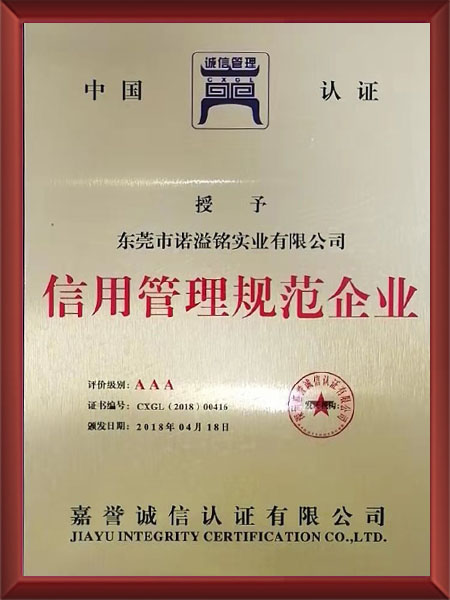 诚信管理
CXGL
中国 认证
授予
东莞市诺溢铭实业有限公司
信用管理规范企业
评价级别：AAA
证书编号：CXGL（2018）00416
颁发日期：2018年04月18日
嘉誉诚信认证有限公司
JIAYU INTEGRITY CERTIFICATION CO.,LTD.